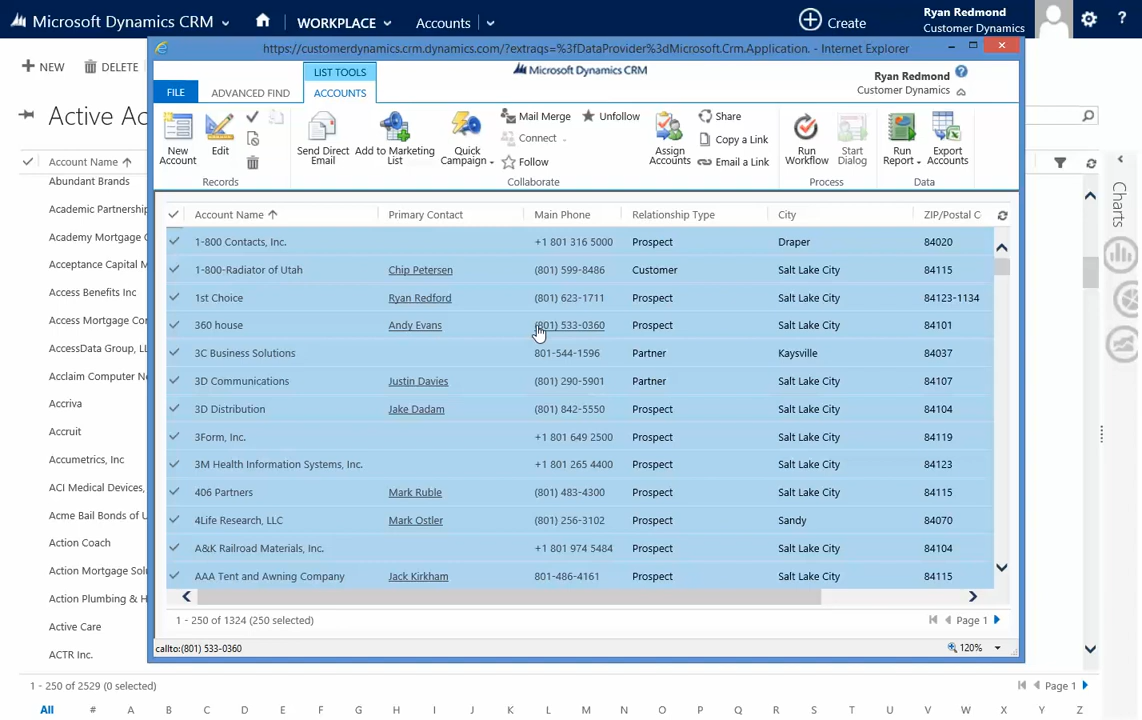 Microsoft Dynamics CRM WORKPLACE Accounts Create Ryan Redmond ?
Customer Dynamics
NEW DELETE
Active Ac
Account Name
Abundant Brands
Academic Partnership
Academy Mortgage C
Acceptance Capital M
Access Benefits Inc
Access Mortgage Cor
AccessData Group, LL
Acclaim Computer Ne
Accriva
Accruit
Accumetrics, Inc
ACI Medical Devices,
Acme Bail Bonds of U
Action Coach
Action Mortgage Solu
Action Plumbing & H
Active Care
ACTR Inc.
1 - 250 of 2529 (0 selected) Page 1
All # A B C D E F G H I J K L M N O P Q R S T U V W X Y Z
Charts
https://customerdynamics.crm.dynamics.com/?extraqs=%3fDataProvider%3dMicrosoft.Crm.Application. - Internet Explorer
LIST TOOLS Microsoft Dynamics CRM Ryan Redmond ?
FILE ADVANCED FIND ACCOUNTS Customer Dynamics
New Account
Edit
Records
Send Direct Email
Add to Marketing List
Quick Campaign
Mail Merge
Connect
Follow
Unfollow
Collaborate
Assign Accounts
Share
Copy a Link
Email a Link
Run Workflow
Start Dialog
Process
Run Report
Export Accounts
Data
Account Name Primary Contact Main Phone Relationship Type City ZIP/Postal C
1-800 Contacts, Inc. +1 801 316 5000 Prospect Draper 84020
1-800-Radiator of Utah Chip Petersen (801) 599-8486 Customer Salt Lake City 84115
1st Choice Ryan Redford (801) 623-1711 Prospect Salt Lake City 84123-1134
360 house Andy Evans (801) 533-0360 Prospect Salt Lake City 84101
3C Business Solutions 801-544-1596 Partner Kaysville 84037
3D Communications Justin Davies (801) 290-5901 Partner Salt Lake City 84107
3D Distribution Jake Dadam (801) 842-5550 Prospect Salt Lake City 84104
3Form, Inc. +1 801 649 2500 Prospect Salt Lake City 84119
3M Health Information Systems, Inc. +1 801 265 4400 Prospect Salt Lake City 84123
406 Partners Mark Ruble (801) 483-4300 Prospect Salt Lake City 84115
4Life Research, LLC Mark Ostler (801) 256-3102 Prospect Sandy 84070
A&K Railroad Materials, Inc. +1 801 974 5484 Prospect Salt Lake City 84104
AAA Tent and Awning Company Jack Kirkham 801-486-4161 Prospect Salt Lake City 84115
1 - 250 of 1324 (250 selected) Page 1
callto:(801) 533-0360 120%